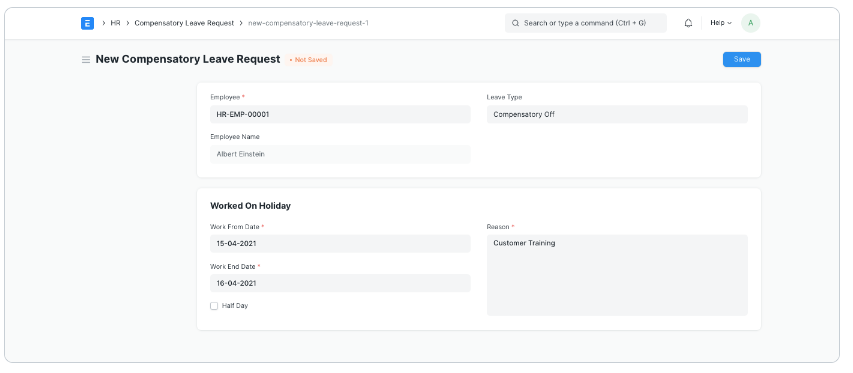 E > HR > Compensatory Leave Request > new-compensatory-leave-request-1 Search or type a command (Ctrl + G) Help A
New Compensatory Leave Request • Not Saved Save
Employee * Leave Type
HR-EMP-00001 Compensatory Off
Employee Name
Albert Einstein
Worked On Holiday
Work From Date * Reason *
15-04-2021 Customer Training
Work End Date *
16-04-2021
Half Day